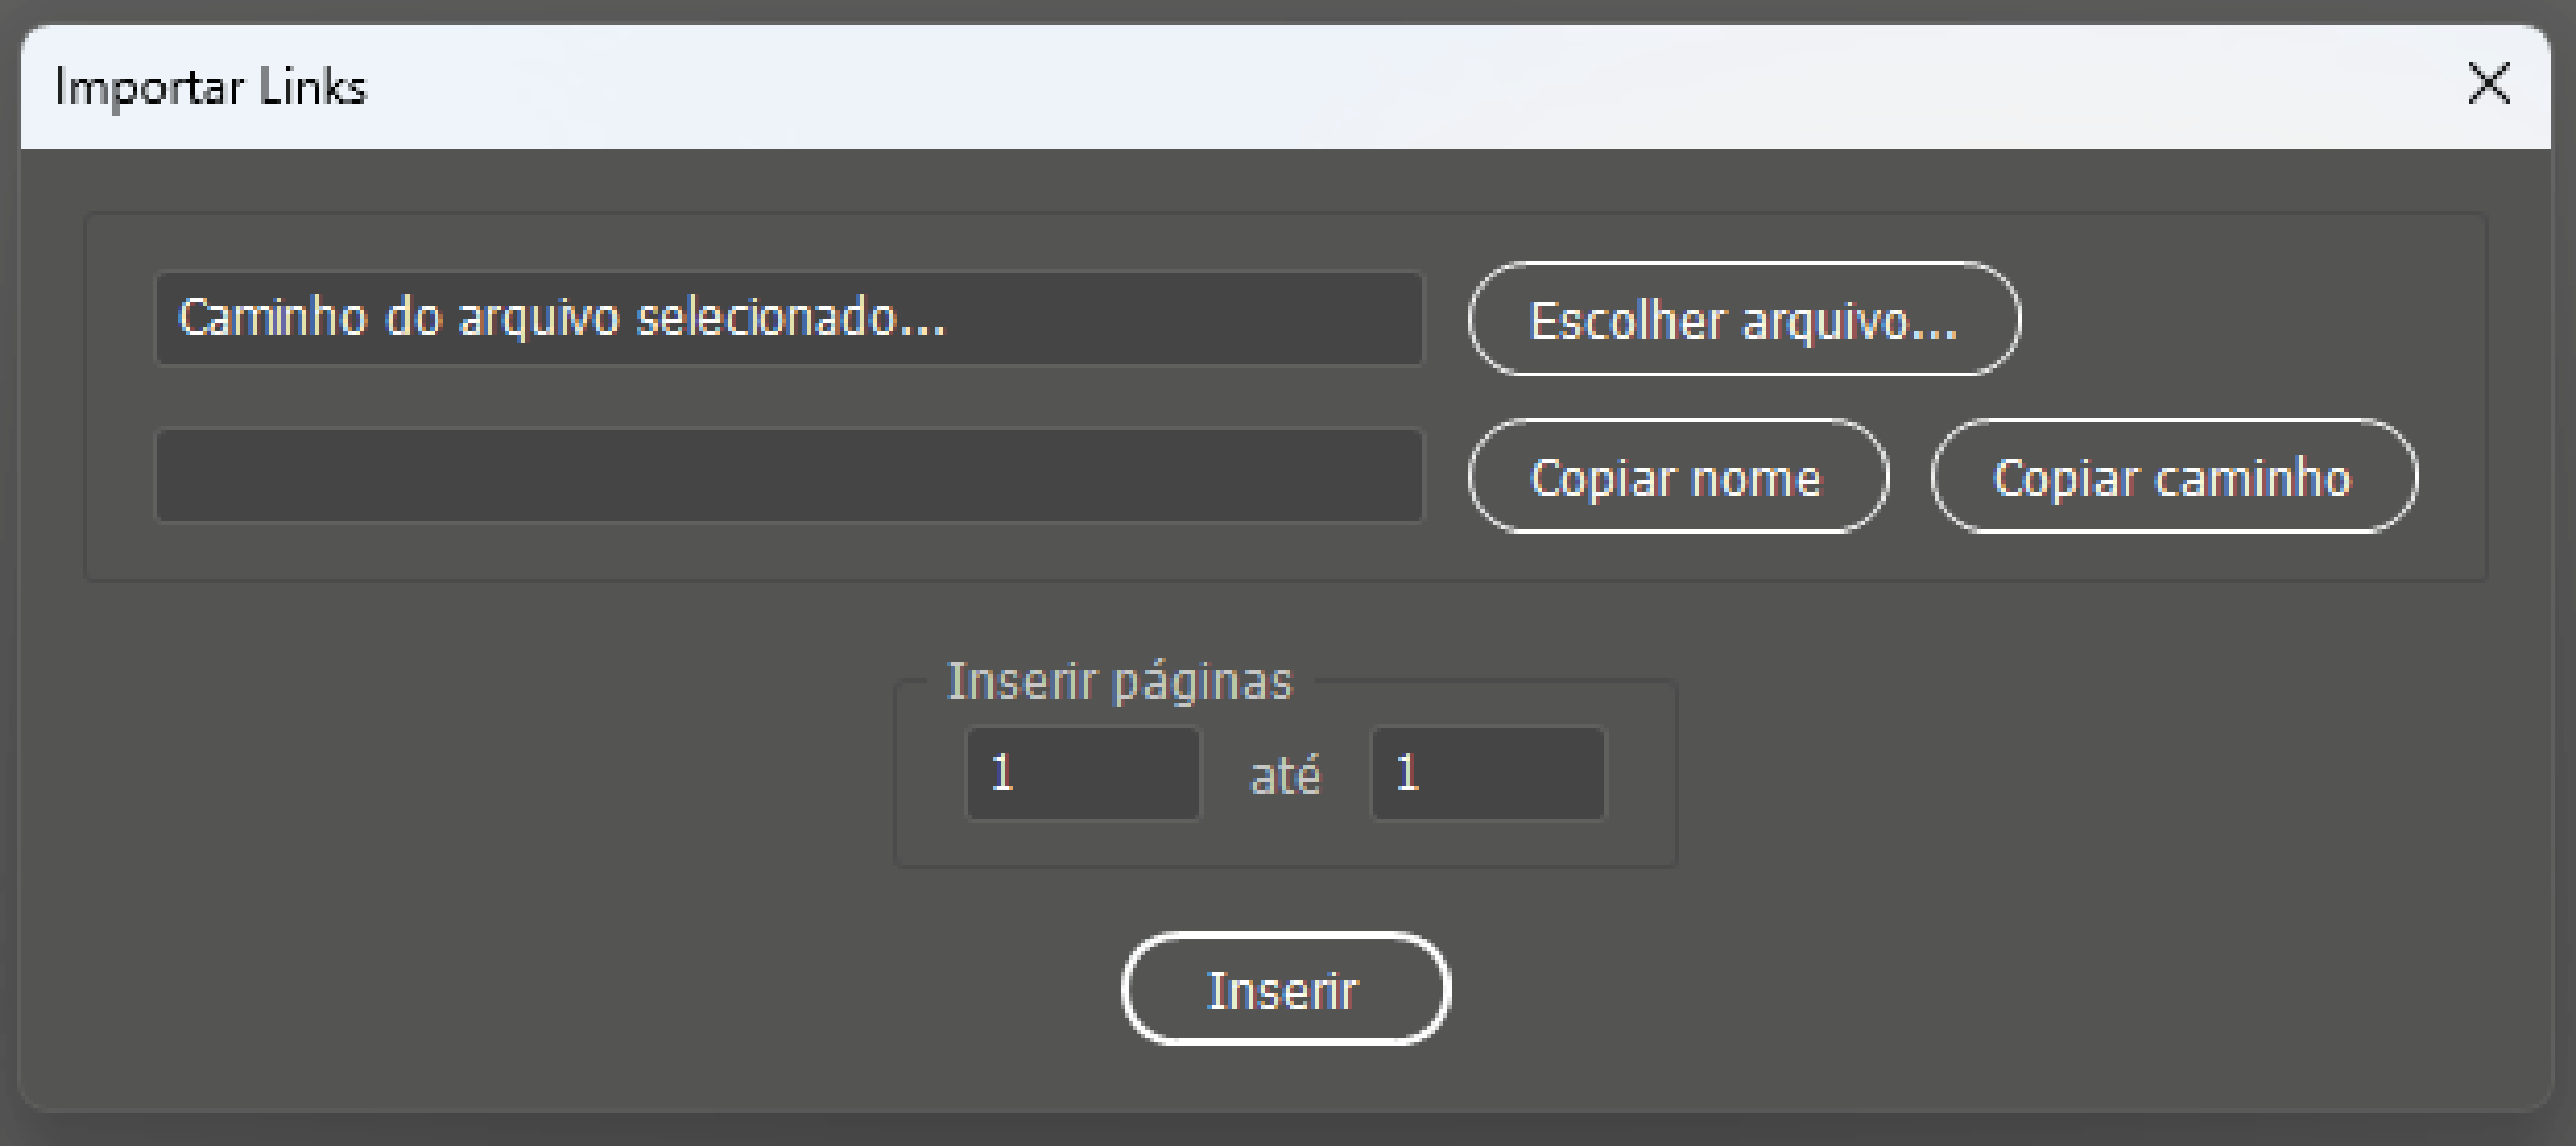 Importar Links
Caminho do arquivo selecionado... Escolher arquivo...
Copiar nome Copiar caminho
Inserir páginas
1 até 1
Inserir